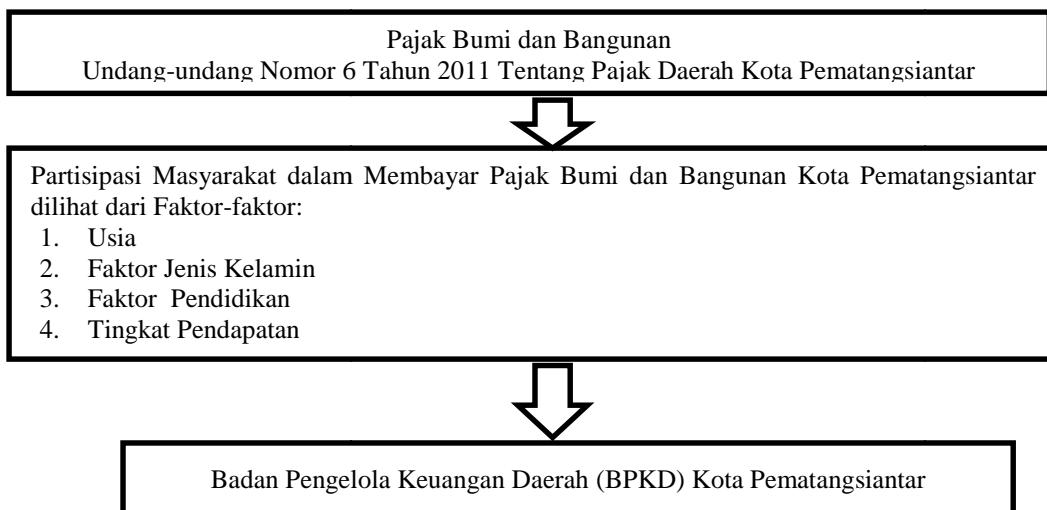 Pajak Bumi dan Bangunan
Undang-undang Nomor 6 Tahun 2011 Tentang Pajak Daerah Kota Pematangsiantar
Partisipasi Masyarakat dalam Membayar Pajak Bumi dan Bangunan Kota Pematangsiantar
dilihat dari Faktor-faktor:
1. Usia
2. Faktor Jenis Kelamin
3. Faktor Pendidikan
4. Tingkat Pendapatan
Badan Pengelola Keuangan Daerah (BPKD) Kota Pematangsiantar